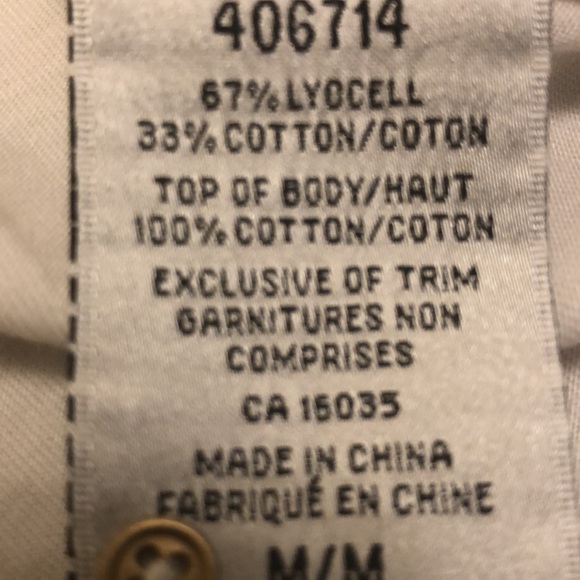 406714
67% LYOCELL
33% COTTON/COTON
TOP OF BODY/HAUT
100% COTTON/COTON
EXCLUSIVE OF TRIM
GARNITURES NON
COMPRISES
CA 16035
MADE IN CHINA
FABRIQUÉ EN CHINE
M/M